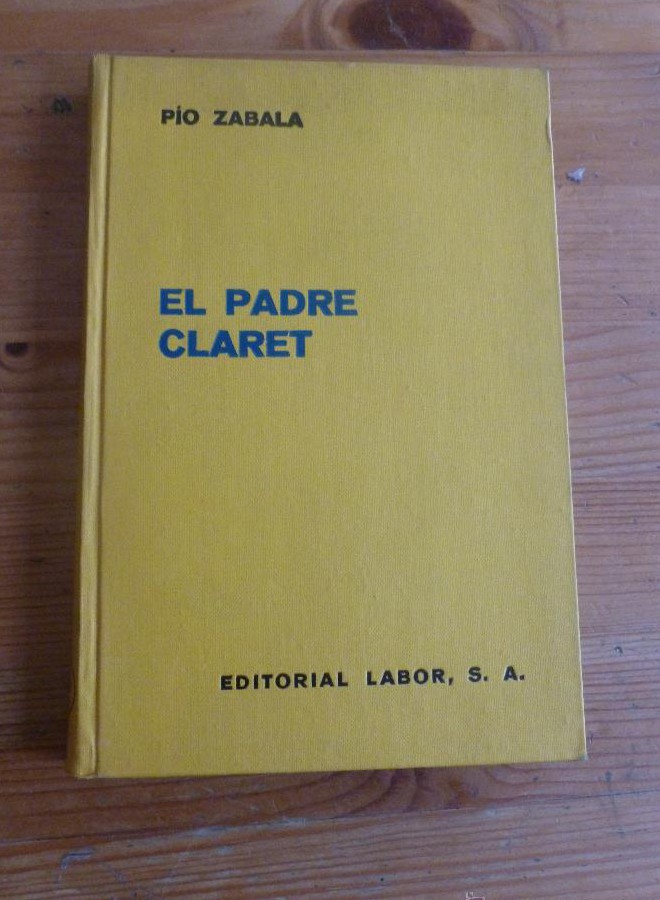 PÍO ZABALA
EL PADRE
CLARET
EDITORIAL LABOR, S. A.